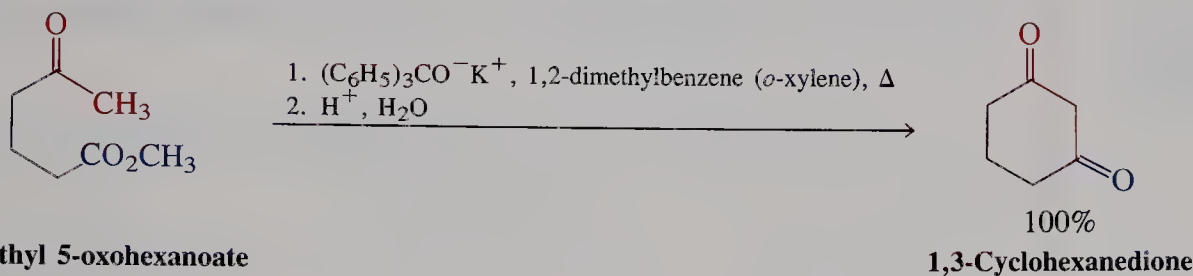 O
CH₃
CO₂CH₃
1. (C₆H₅)₃CO⁻K⁺, 1,2-dimethylbenzene (o-xylene), Δ
2. H⁺, H₂O
O
O
100%
thyl 5-oxohexanoate
1,3-Cyclohexanedione